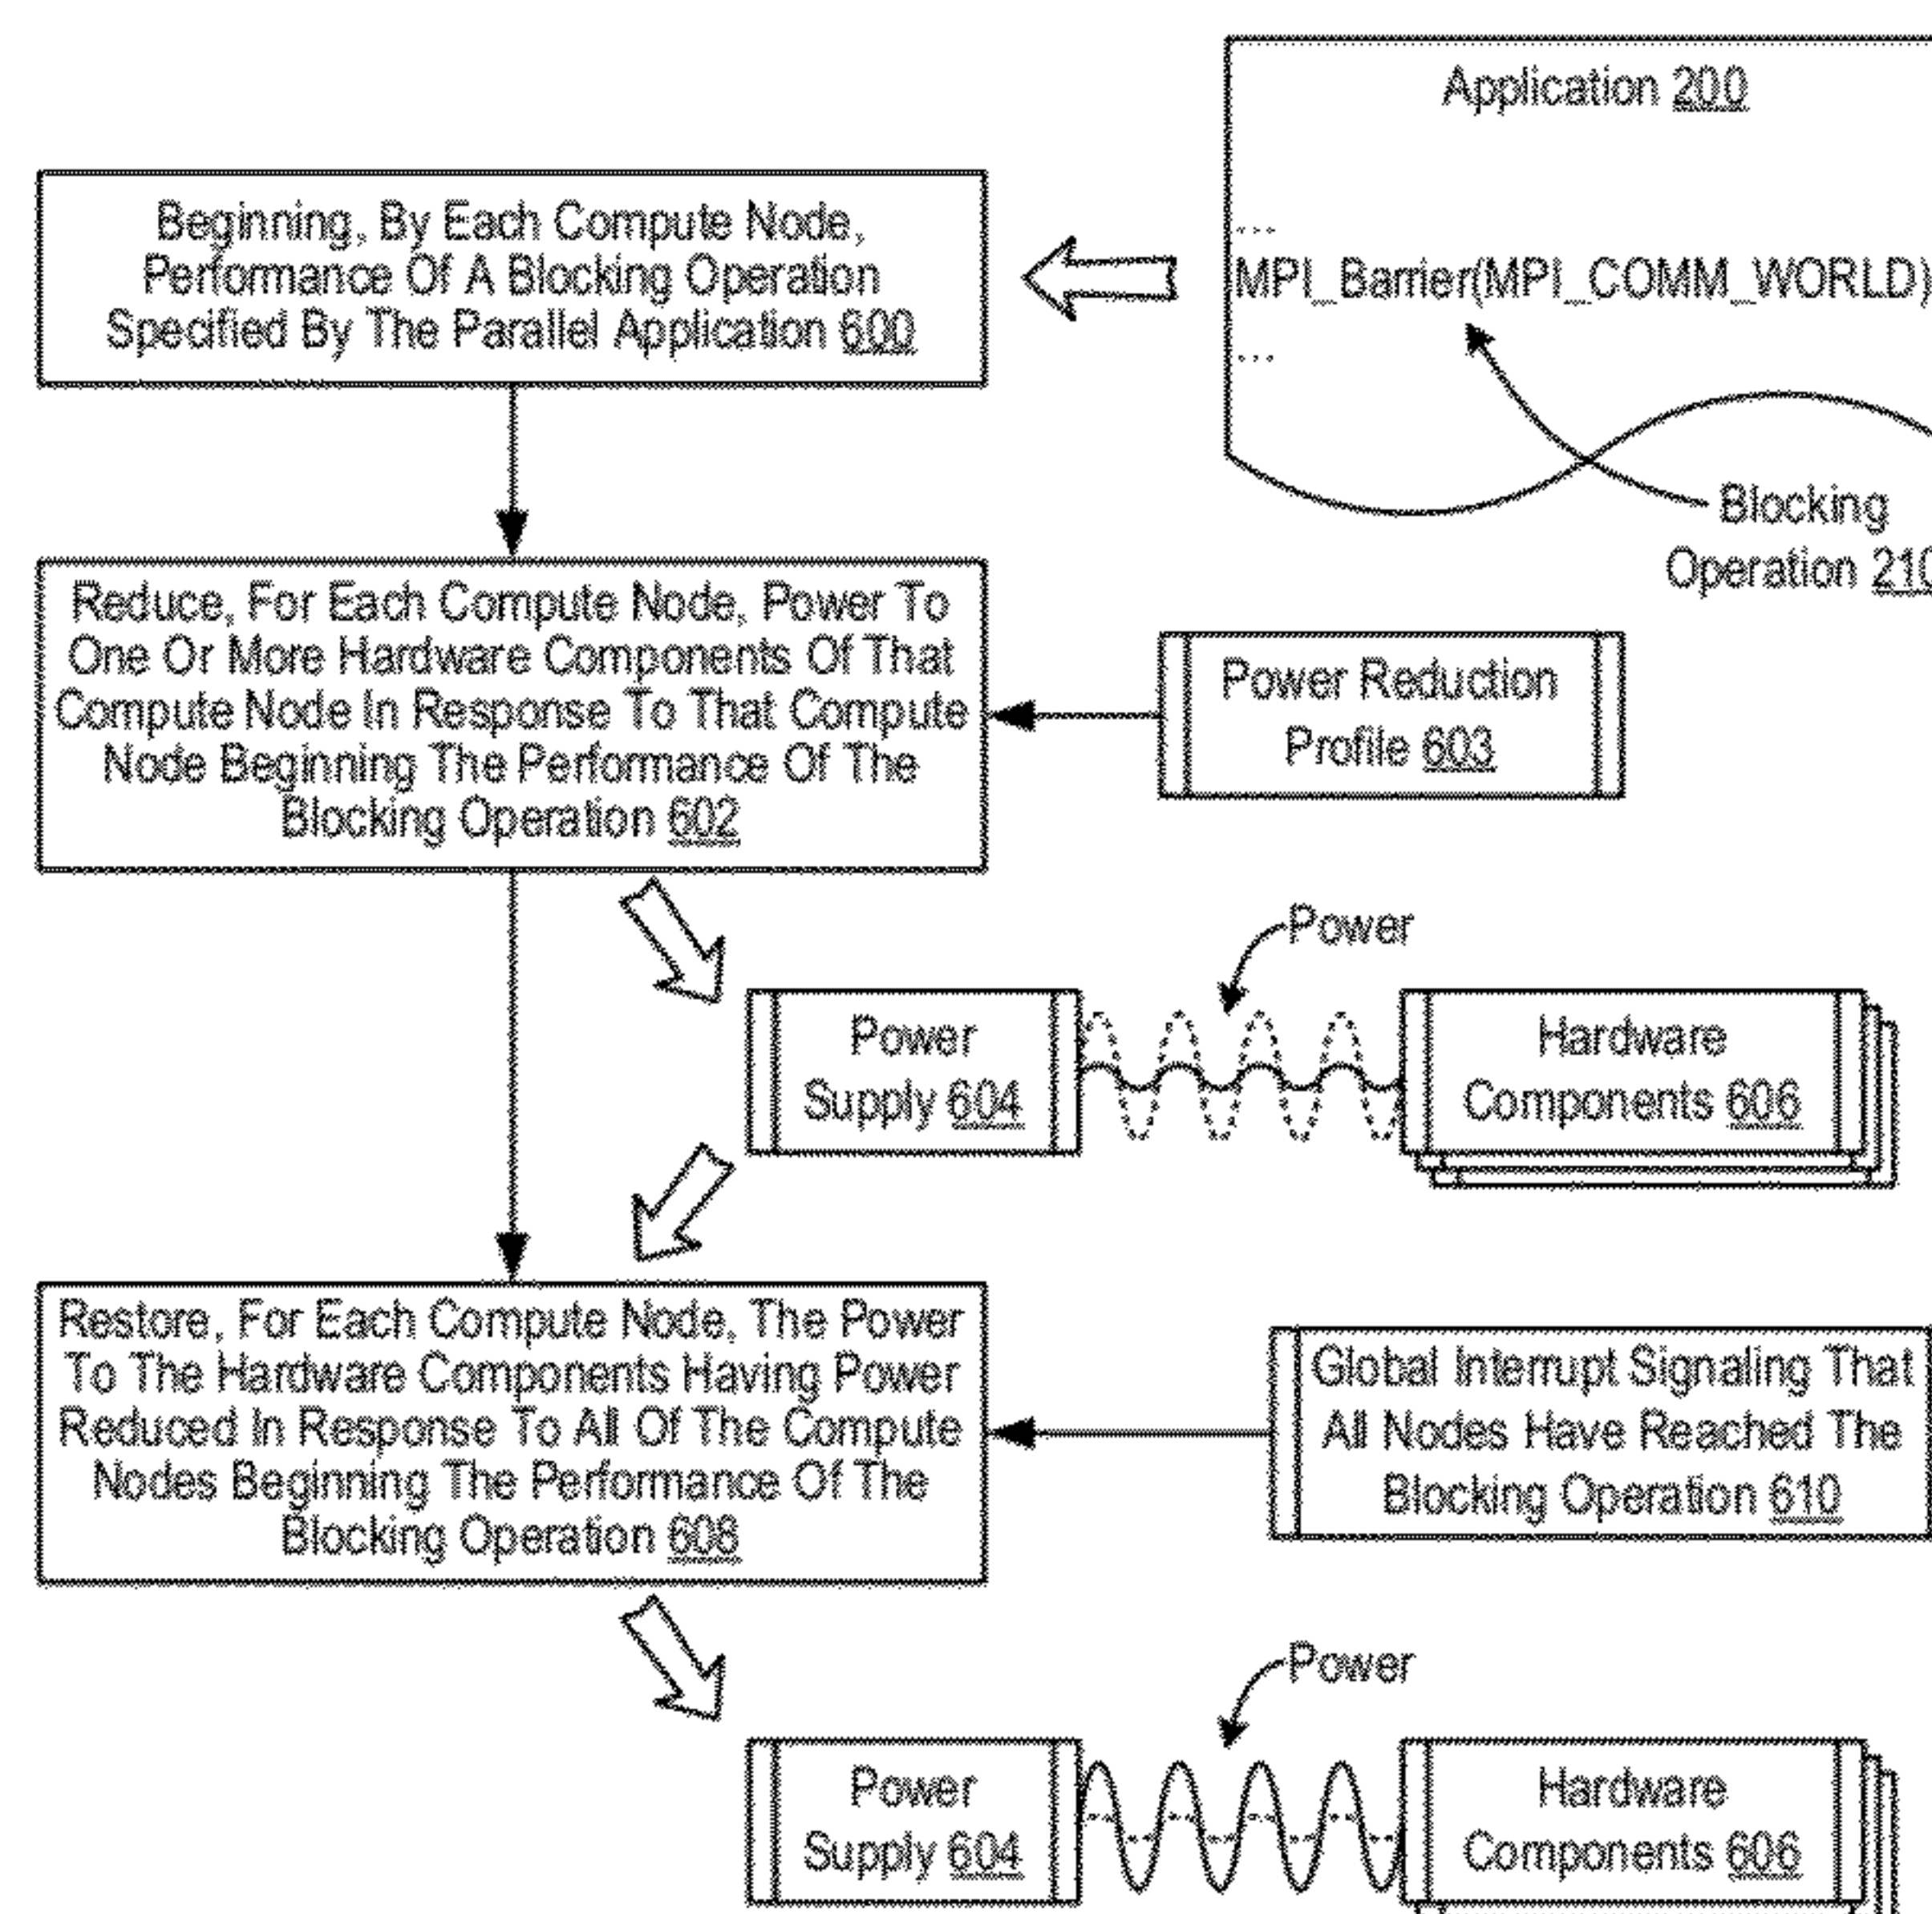 Application 200
...
MPI_Barrier(MPI_COMM_WORLD)
...
Blocking
Operation 210
Beginning, By Each Compute Node,
Performance Of A Blocking Operation
Specified By The Parallel Application 600
Reduce, For Each Compute Node, Power To
One Or More Hardware Components Of That
Compute Node In Response To That Compute
Node Beginning The Performance Of The
Blocking Operation 602
Power Reduction
Profile 603
Power
Power
Supply 604
Hardware
Components 606
Restore, For Each Compute Node, The Power
To The Hardware Components Having Power
Reduced In Response To All Of The Compute
Nodes Beginning The Performance Of The
Blocking Operation 608
Global Interrupt Signaling That
All Nodes Have Reached The
Blocking Operation 610
Power
Power
Supply 604
Hardware
Components 606